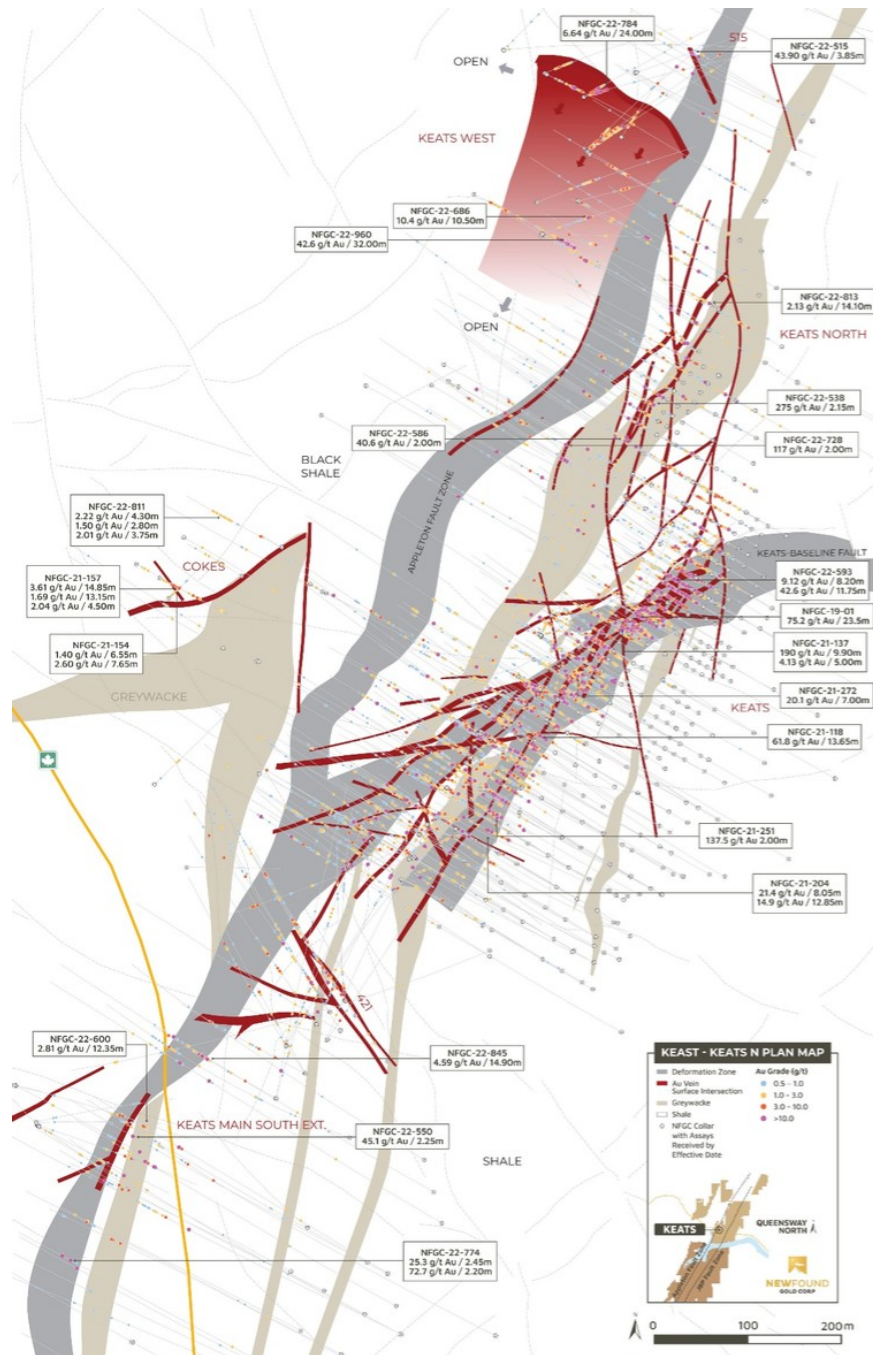 NFGC-22-784
6.64 g/t Au / 24.00m
515
NFGC-22-515
43.90 g/t Au / 3.85m
OPEN
KEATS WEST
NFGC-22-686
10.4 g/t Au / 10.50m
NFGC-22-960
42.6 g/t Au / 32.00m
OPEN
NFGC-22-813
2.13 g/t Au / 14.10m
KEATS NORTH
NFGC-22-538
275 g/t Au / 2.15m
NFGC-22-586
40.6 g/t Au / 2.00m
NFGC-22-728
117 g/t Au / 2.00m
BLACK
SHALE
APPLETON FAULT ZONE
NFGC-22-811
2.22 g/t Au / 4.30m
1.50 g/t Au / 2.80m
2.01 g/t Au / 3.75m
COKES
KEATS-BASELINE FAULT
NFGC-22-593
9.12 g/t Au / 8.20m
42.6 g/t Au / 11.75m
NFGC-21-157
3.61 g/t Au / 14.85m
1.69 g/t Au / 13.15m
2.04 g/t Au / 4.50m
NFGC-19-01
75.2 g/t Au / 23.5m
NFGC-21-154
1.40 g/t Au / 6.55m
2.60 g/t Au / 7.65m
NFGC-21-137
190 g/t Au / 9.90m
4.13 g/t Au / 5.00m
GREYWACKE
NFGC-21-272
20.1 g/t Au / 7.00m
KEATS
NFGC-21-118
61.8 g/t Au / 13.65m
NFGC-21-251
137.5 g/t Au 2.00m
NFGC-21-204
21.4 g/t Au / 8.05m
14.9 g/t Au / 12.85m
421
NFGC-22-600
2.81 g/t Au / 12.35m
NFGC-22-845
4.59 g/t Au / 14.90m
KEATS MAIN SOUTH EXT.
NFGC-22-550
45.1 g/t Au / 2.25m
SHALE
NFGC-22-774
25.3 g/t Au / 2.45m
72.7 g/t Au / 2.20m
KEAST - KEATS N PLAN MAP
Deformation Zone
Au Vein
Surface Intersection
Greywacke
Shale
NFGC Collar
with Assays
Received by
Effective Date
Au Grade (g/t)
0.5 - 1.0
1.0 - 3.0
3.0 - 10.0
>10.0
KEATS
QUEENSWAY
NORTH
JBP Fault Zone
NEWFOUND
GOLD CORP
N
0 100 200m